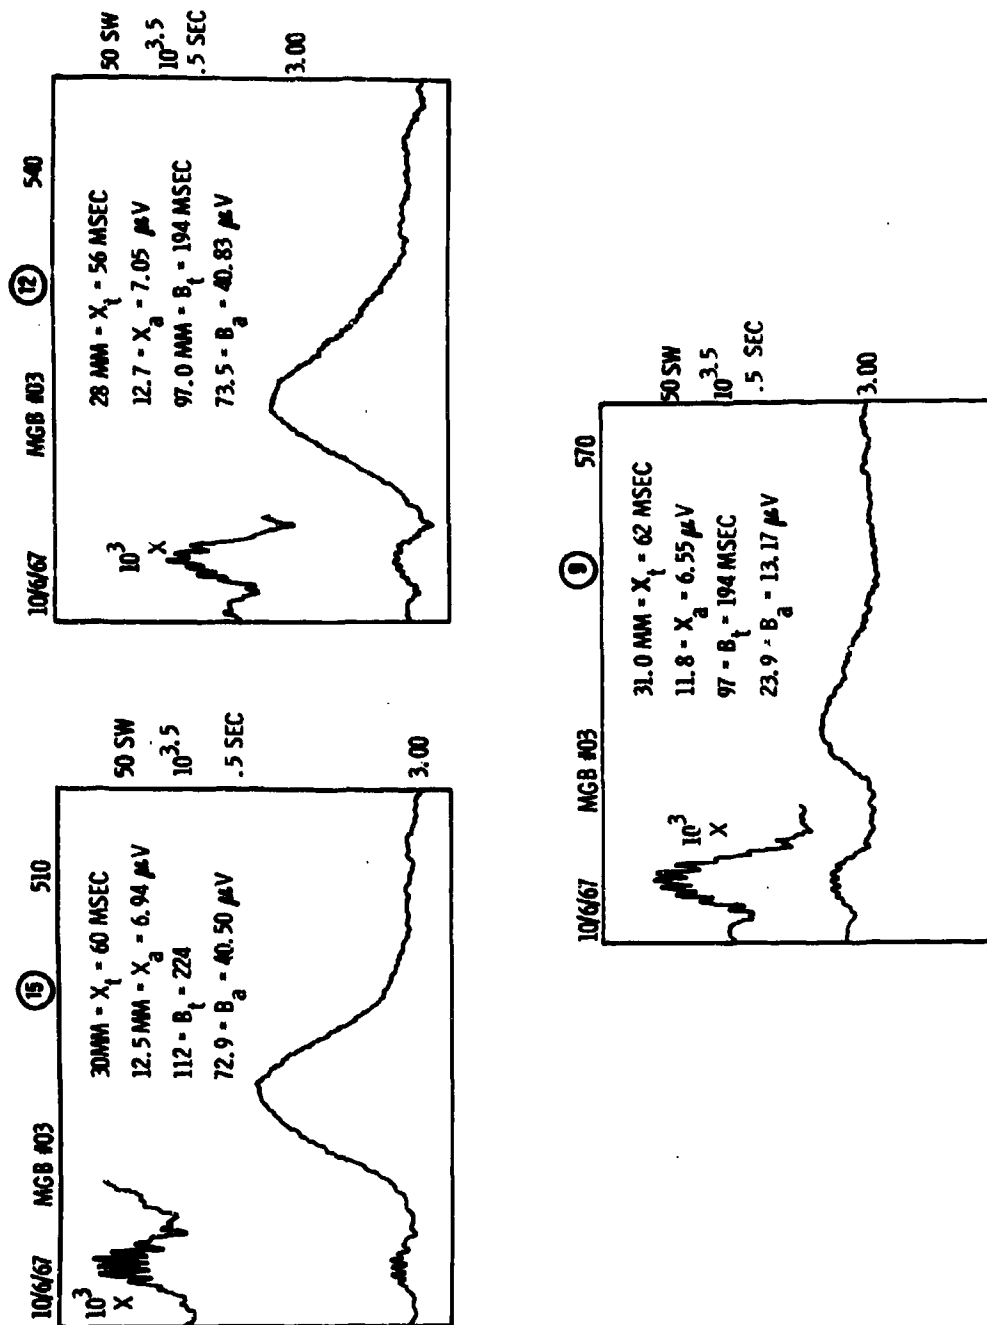 10/6/67 MGB #03 (15) 510
10³ X
30MM = Xₜ = 60 MSEC
12.5 MM = Xₐ = 6.94 μV
112 = Bₜ = 224
72.9 = Bₐ = 40.50 μV
50 SW
10³·⁵
.5 SEC
3.00
10/6/67 MGB #03 (12) 540
10³ X
28 MM = Xₜ = 56 MSEC
12.7 = Xₐ = 7.05 μV
97.0 MM = Bₜ = 194 MSEC
73.5 = Bₐ = 40.83 μV
50 SW
10³·⁵
.5 SEC
3.00
10/6/67 MGB #03 (9) 570
10³ X
31.0 MM = Xₜ = 62 MSEC
11.8 = Xₐ = 6.55 μV
97 = Bₜ = 194 MSEC
23.9 = Bₐ = 13.17 μV
50 SW
10³·⁵
.5 SEC
3.00